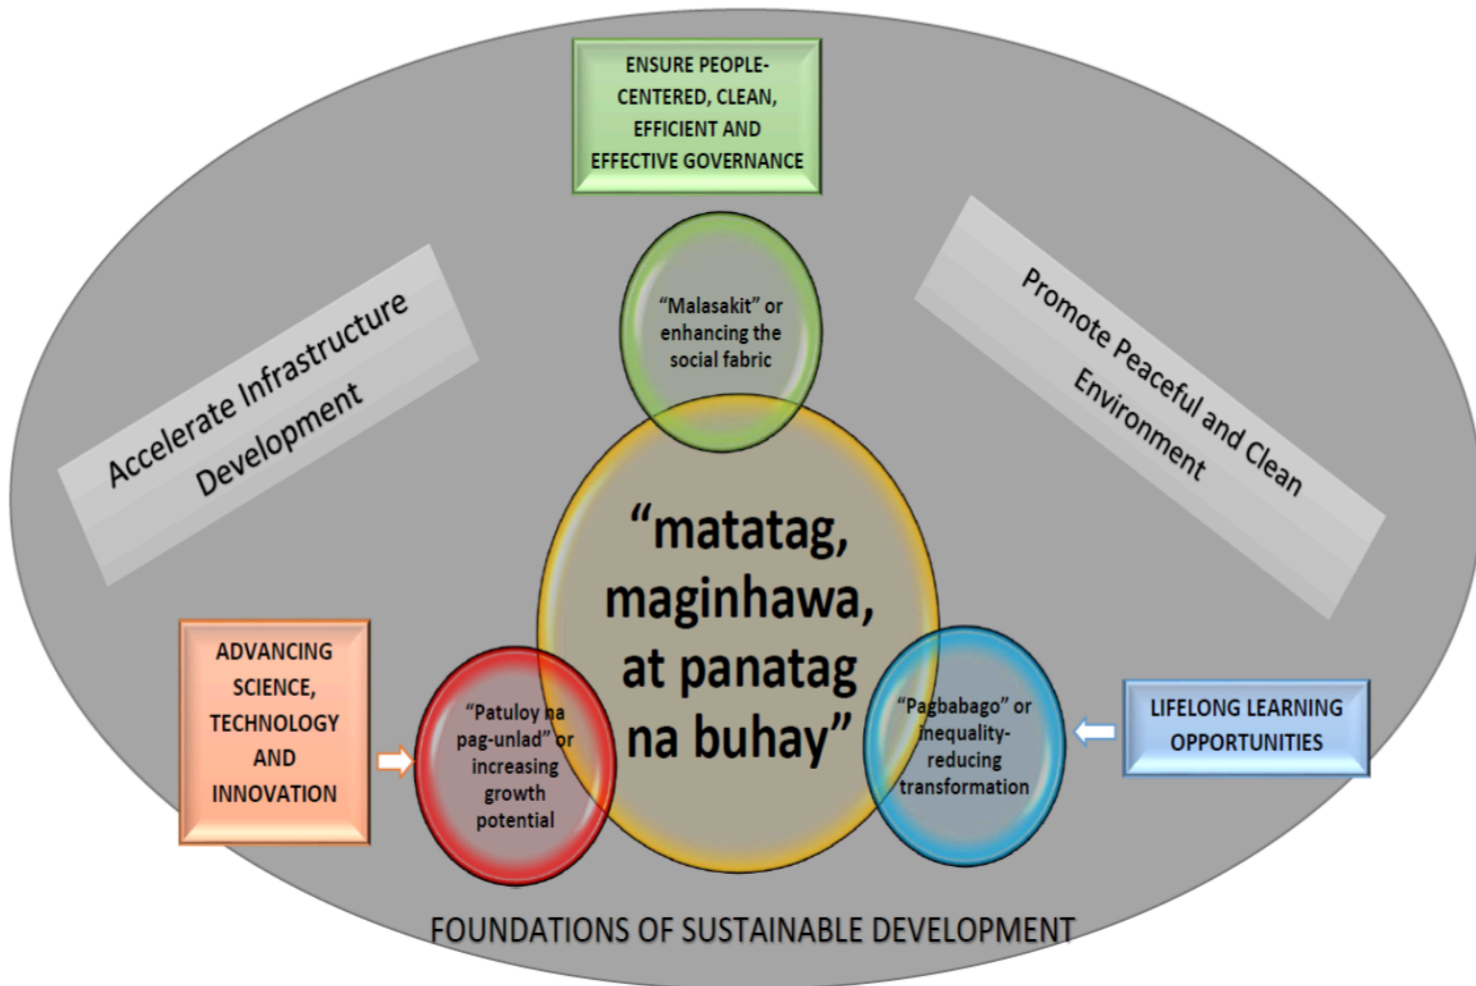 ENSURE PEOPLE-
CENTERED, CLEAN,
EFFICIENT AND
EFFECTIVE GOVERNANCE
“Malasakit” or
enhancing the
social fabric
Accelerate Infrastructure
Development
Promote Peaceful and Clean
Environment
“matatag,
maginhawa,
at panatag
na buhay”
ADVANCING
SCIENCE,
TECHNOLOGY
AND
INNOVATION
“Patuloy na
pag-unlad” or
increasing
growth
potential
“Pagbabago” or
inequality-
reducing
transformation
LIFELONG LEARNING
OPPORTUNITIES
FOUNDATIONS OF SUSTAINABLE DEVELOPMENT